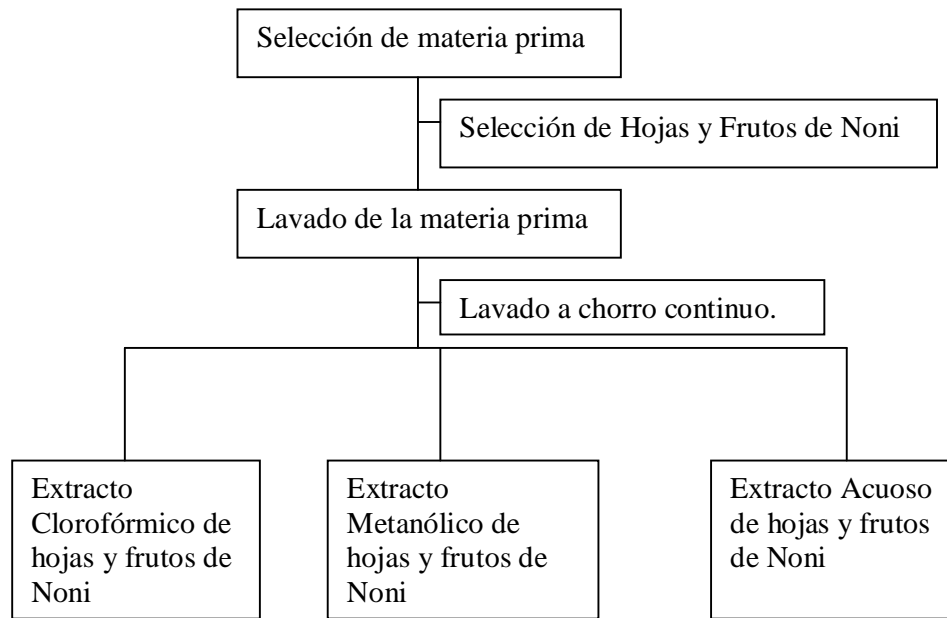 Selección de materia prima
Selección de Hojas y Frutos de Noni
Lavado de la materia prima
Lavado a chorro continuo.
Extracto
Clorofórmico de
hojas y frutos de
Noni
Extracto
Metanólico de
hojas y frutos de
Noni
Extracto Acuoso
de hojas y frutos
de Noni